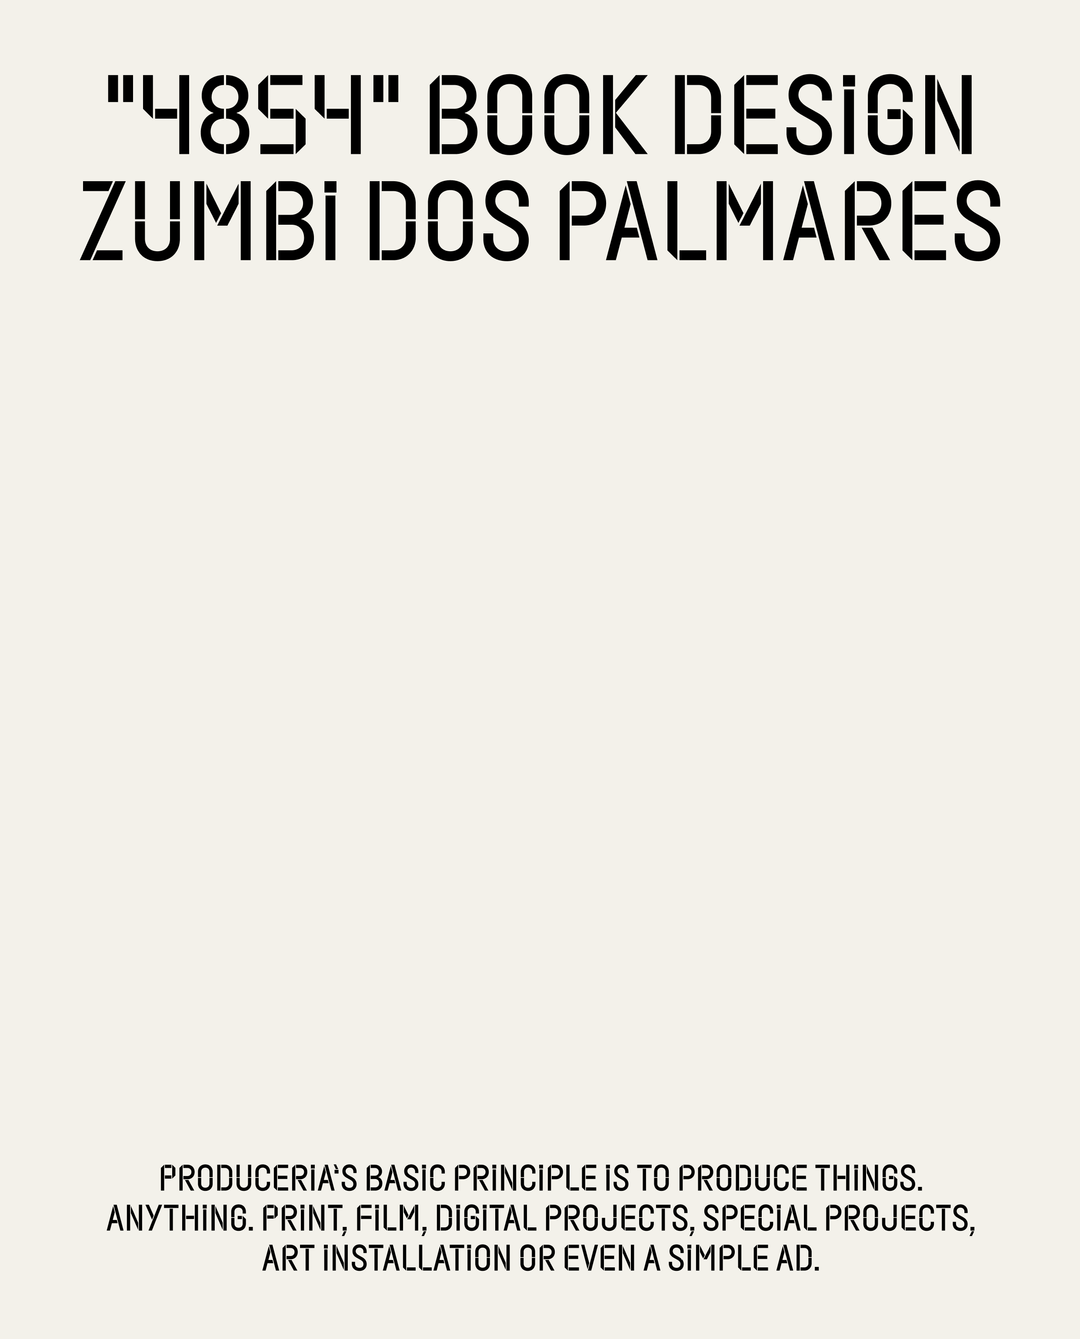 "4854" BOOK DESiGN
ZUMBi DOS PALMARES
PRODUCERiA'S BASiC PRiNCiPLE iS TO PRODUCE THiNGS.
ANYTHiNG. PRiNT, FiLM, DiGiTAL PROJECTS, SPECiAL PROJECTS,
ART iNSTALLATiON OR EVEN A SiMPLE AD.